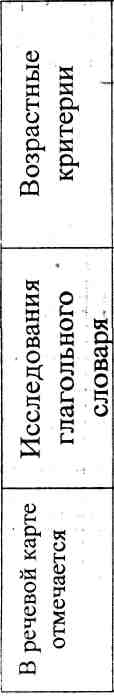 В речевой карте
отмечается
Исследования
глагольного
словаря
Возрастные
критерии